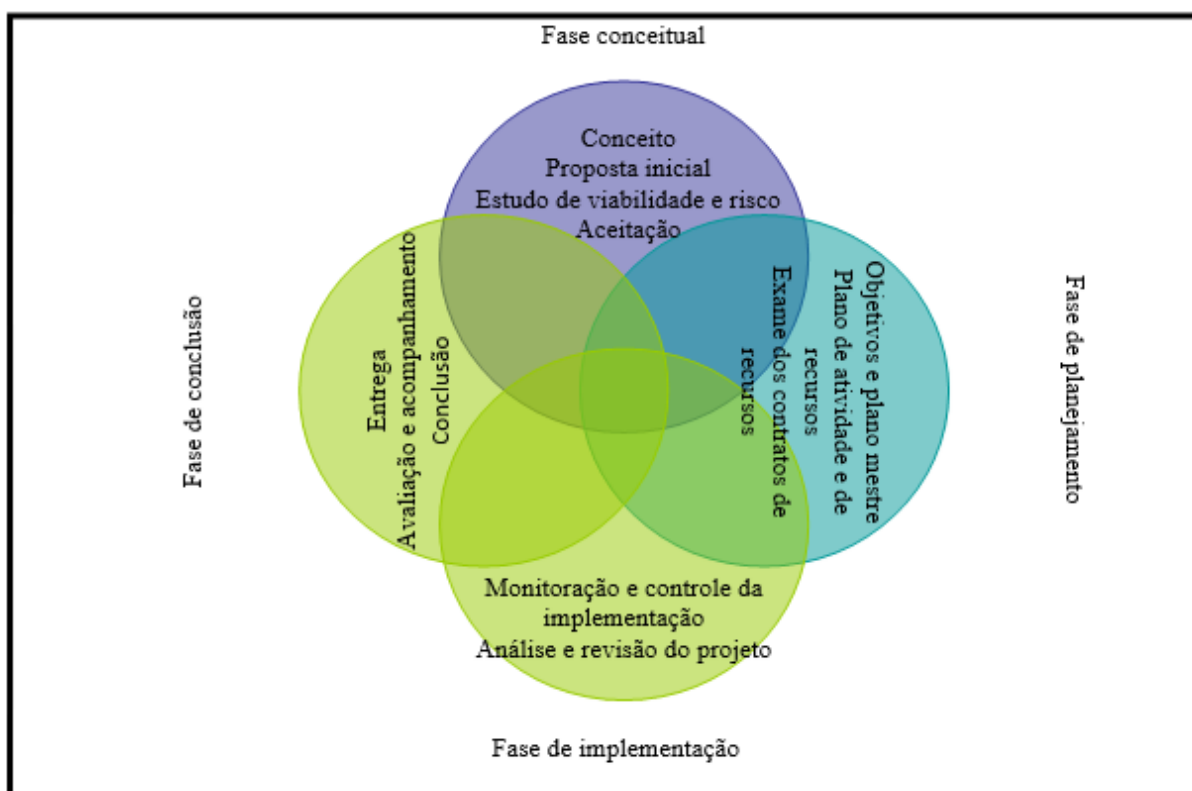 Fase conceitual
Conceito
Proposta inicial
Estudo de viabilidade e risco
Aceitação
Objetivos e plano mestre
Plano de atividade e de
recursos
Exame dos contratos de
recursos
Fase de planejamento
Monitoração e controle da
implementação
Análise e revisão do projeto
Fase de implementação
Entrega
Avaliação e acompanhamento
Conclusão
Fase de conclusão